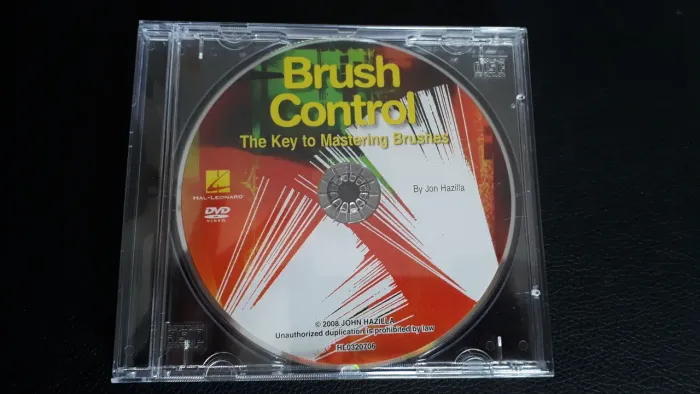 Brush
Control
The Key to Mastering Brushes
By Jon Hazilla
HAL•LEONARD
DVD
VIDEO
© 2008 JOHN HAZILLA
Unauthorized duplication is prohibited by law
HL0320706